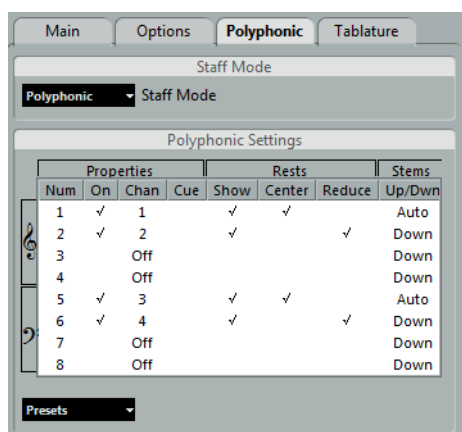 Main Options Polyphonic Tablature
Staff Mode
Polyphonic Staff Mode
Polyphonic Settings
Properties Rests Stems
Num On Chan Cue Show Center Reduce Up/Dwn
1 √ 1 √ √ Auto
2 √ 2 √ √ Down
3 Off Down
4 Off Down
5 √ 3 √ √ Auto
6 √ 4 √ √ Down
7 Off Down
8 Off Down
Presets